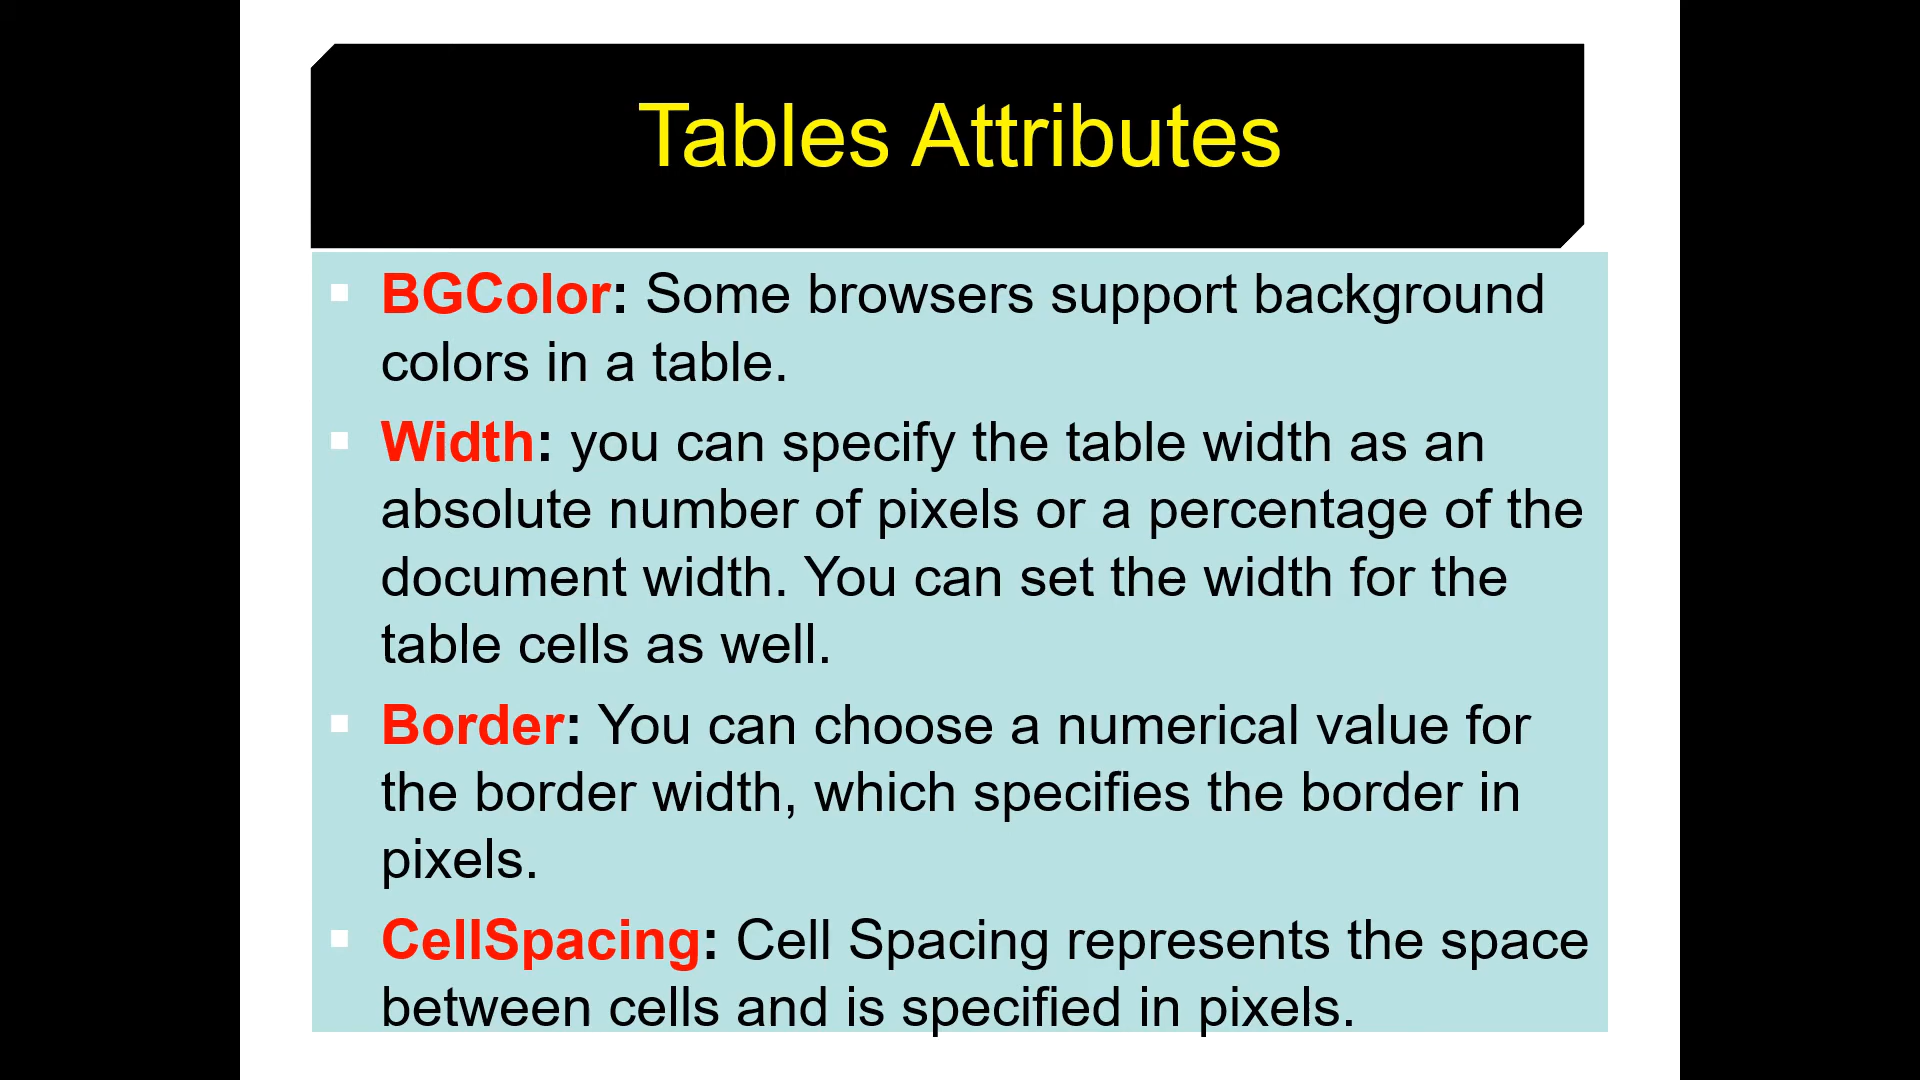 Tables Attributes
BGColor: Some browsers support background
colors in a table.
Width: you can specify the table width as an
absolute number of pixels or a percentage of the
document width. You can set the width for the
table cells as well.
Border: You can choose a numerical value for
the border width, which specifies the border in
pixels.
CellSpacing: Cell Spacing represents the space
between cells and is specified in pixels.